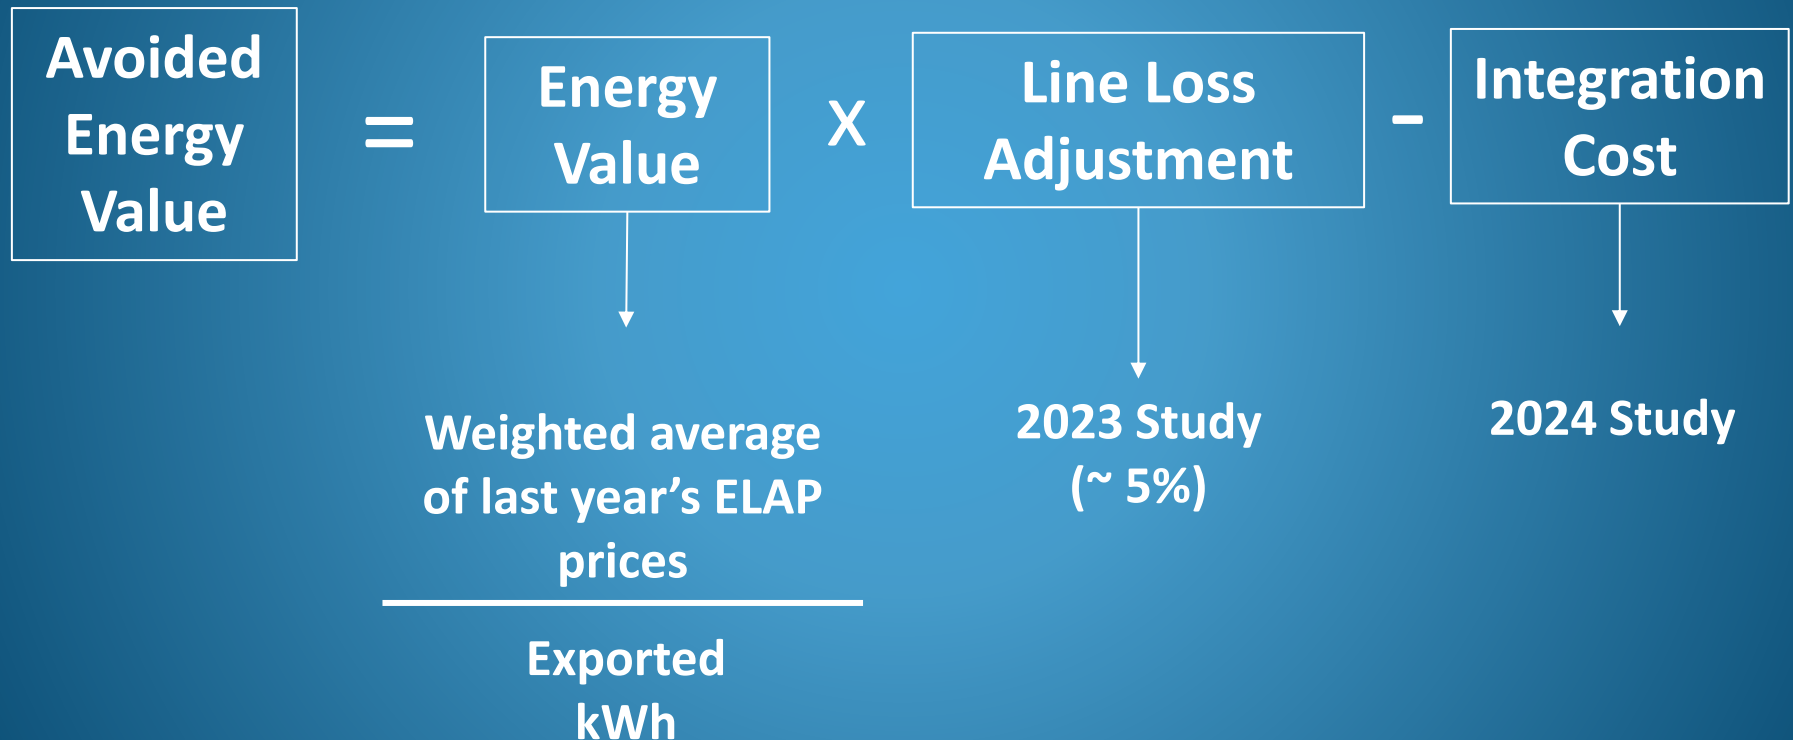 Avoided
Energy
Value
=
Energy
Value
x
Line Loss
Adjustment
-
Integration
Cost
Weighted average
of last year’s ELAP
prices
Exported
kWh
2023 Study
(~ 5%)
2024 Study